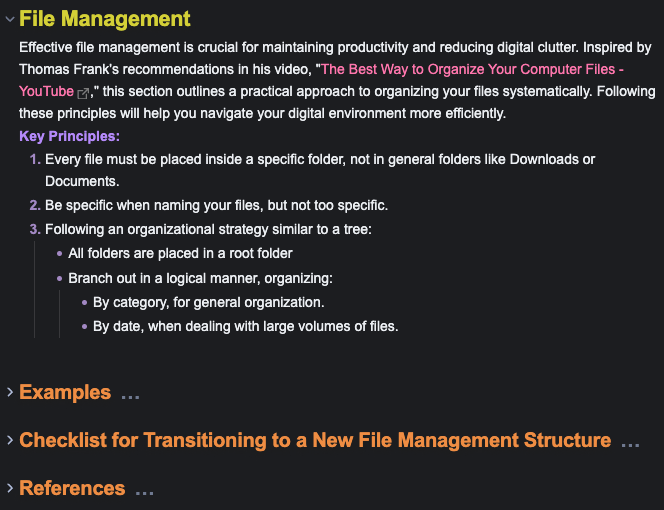 File Management
Effective file management is crucial for maintaining productivity and reducing digital clutter. Inspired by
Thomas Frank's recommendations in his video, "The Best Way to Organize Your Computer Files -
YouTube," this section outlines a practical approach to organizing your files systematically. Following
these principles will help you navigate your digital environment more efficiently.
Key Principles:
1. Every file must be placed inside a specific folder, not in general folders like Downloads or
Documents.
2. Be specific when naming your files, but not too specific.
3. Following an organizational strategy similar to a tree:
• All folders are placed in a root folder
• Branch out in a logical manner, organizing:
• By category, for general organization.
• By date, when dealing with large volumes of files.
Examples ...
Checklist for Transitioning to a New File Management Structure ...
References ...